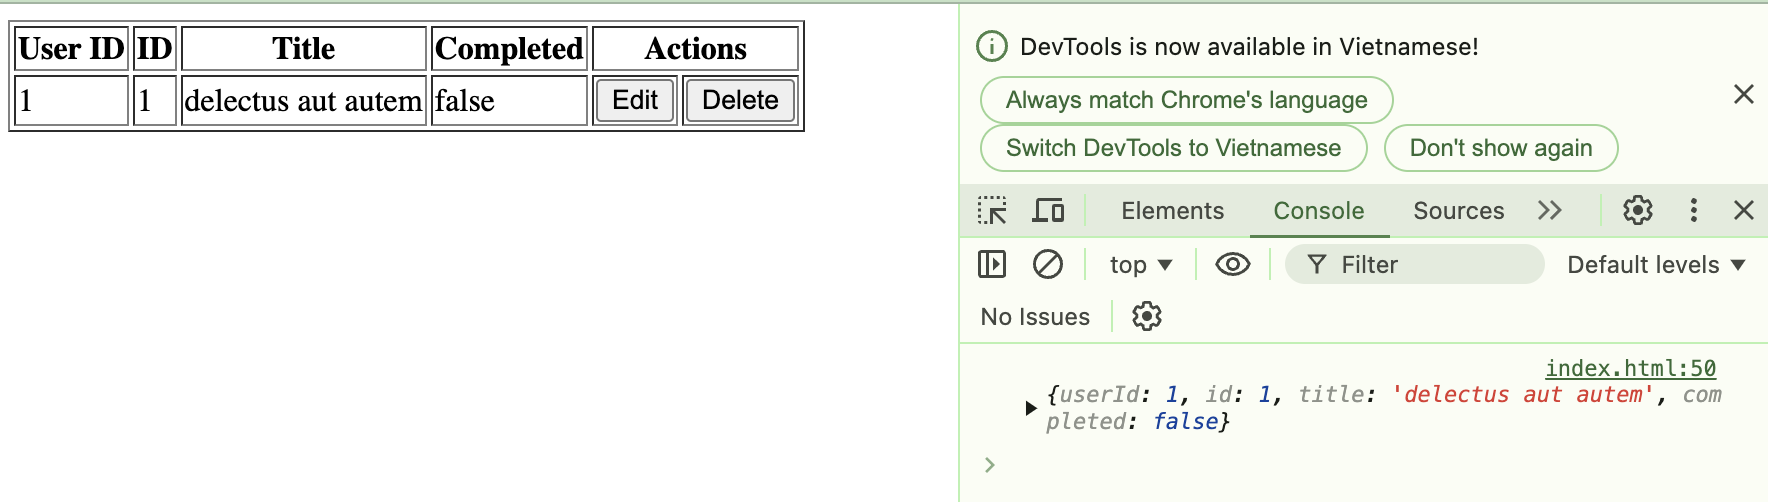 User ID ID Title Completed Actions
1 1 delectus aut autem false Edit Delete
DevTools is now available in Vietnamese!
Always match Chrome's language
Switch DevTools to Vietnamese Don't show again
Elements Console Sources
top Filter Default levels
No Issues
index.html:50
{userId: 1, id: 1, title: 'delectus aut autem', com
pleted: false}